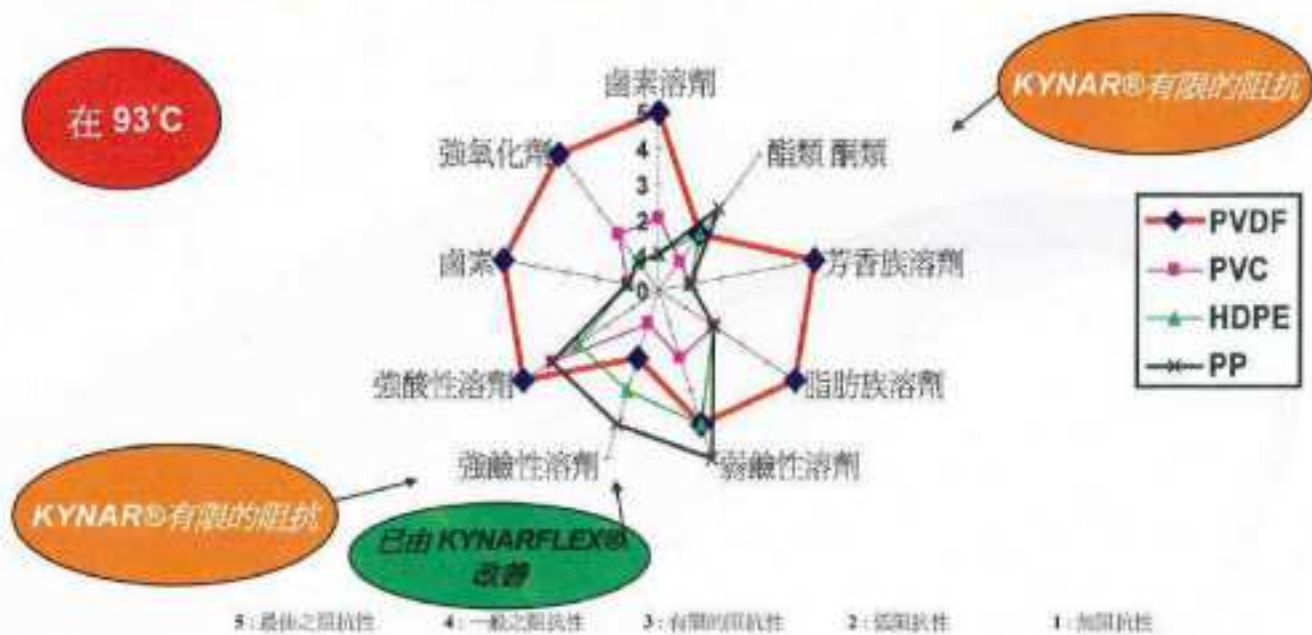 在 93°C
KYNAR®有限的阻抗
鹵素溶劑
酯類 酮類
芳香族溶劑
脂肪族溶劑
弱鹼性溶劑
強鹼性溶劑
強酸性溶劑
鹵素
強氧化劑
5
4
3
2
1
0
PVDF
PVC
HDPE
PP
KYNAR®有限的阻抗
已由 KYNARFLEX®
改善
5 : 最佳之阻抗性 4 : 一般之阻抗性 3 : 有限的阻抗性 2 : 低阻抗性 1 : 無阻抗性